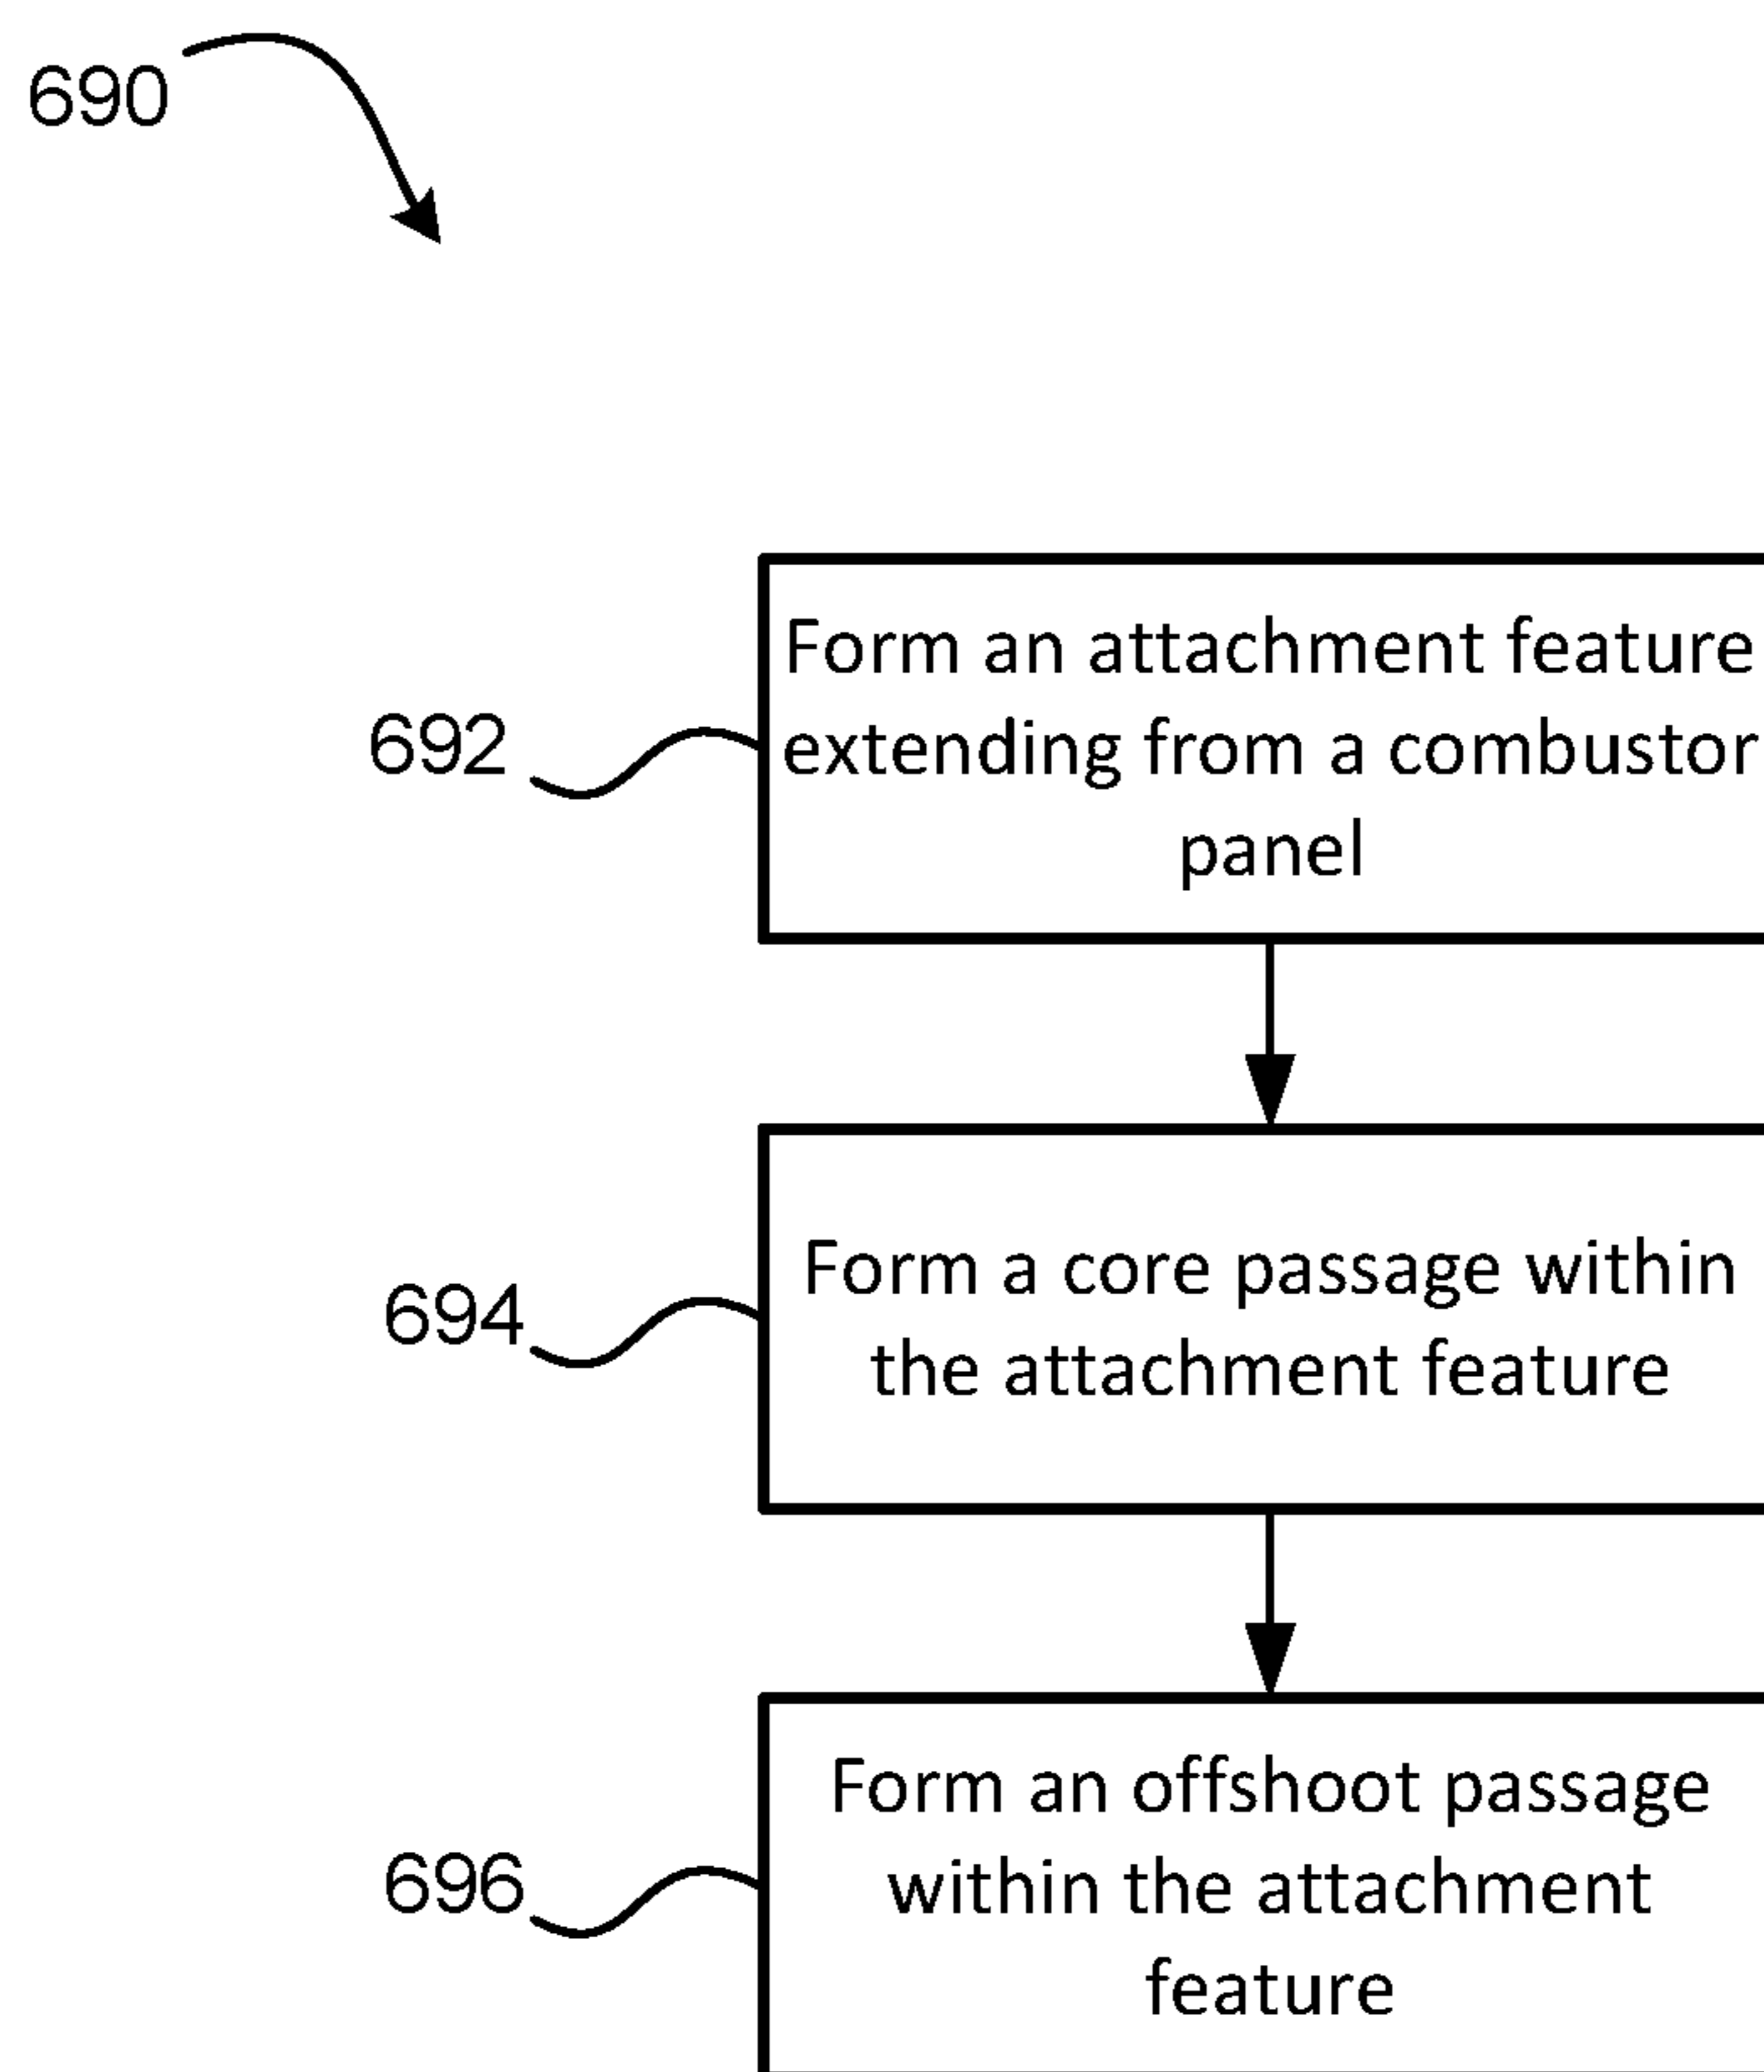 690
Form an attachment feature
extending from a combustor
panel
692
Form a core passage within
the attachment feature
694
Form an offshoot passage
within the attachment
feature
696